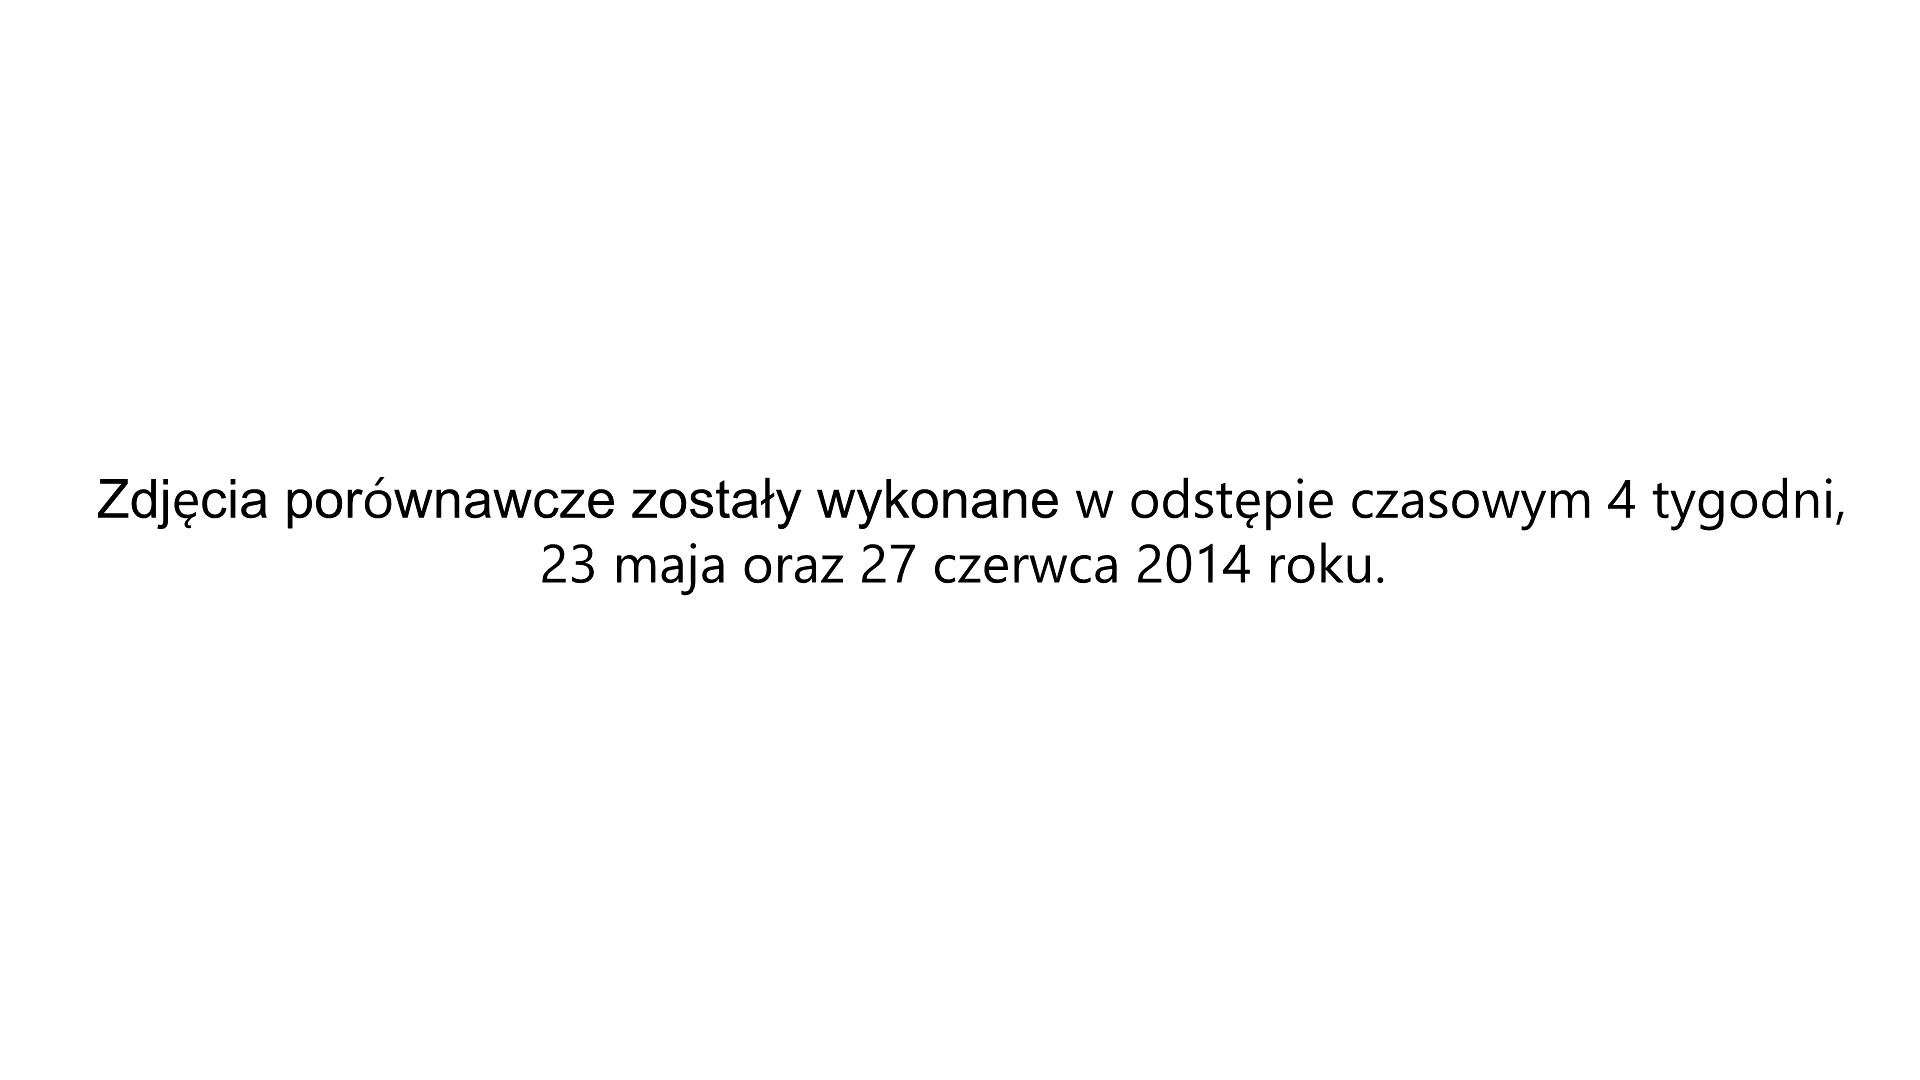 Zdjęcia porównawcze zostały wykonane w odstępie czasowym 4 tygodni,
23 maja oraz 27 czerwca 2014 roku.